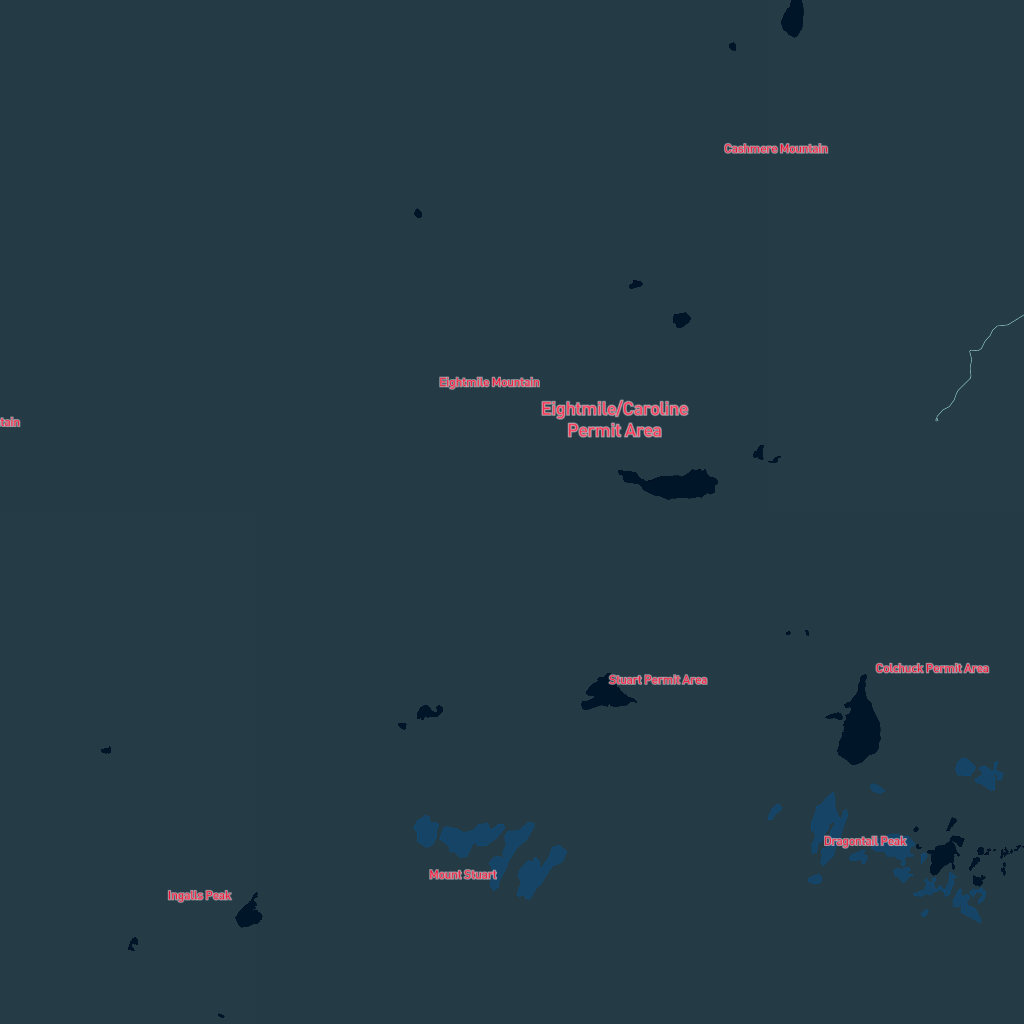 Cashmere Mountain
Eightmile Mountain
Eightmile/Caroline
Permit Area
tain
Colchuck Permit Area
Stuart Permit Area
Dragontail Peak
Mount Stuart
Ingalls Peak